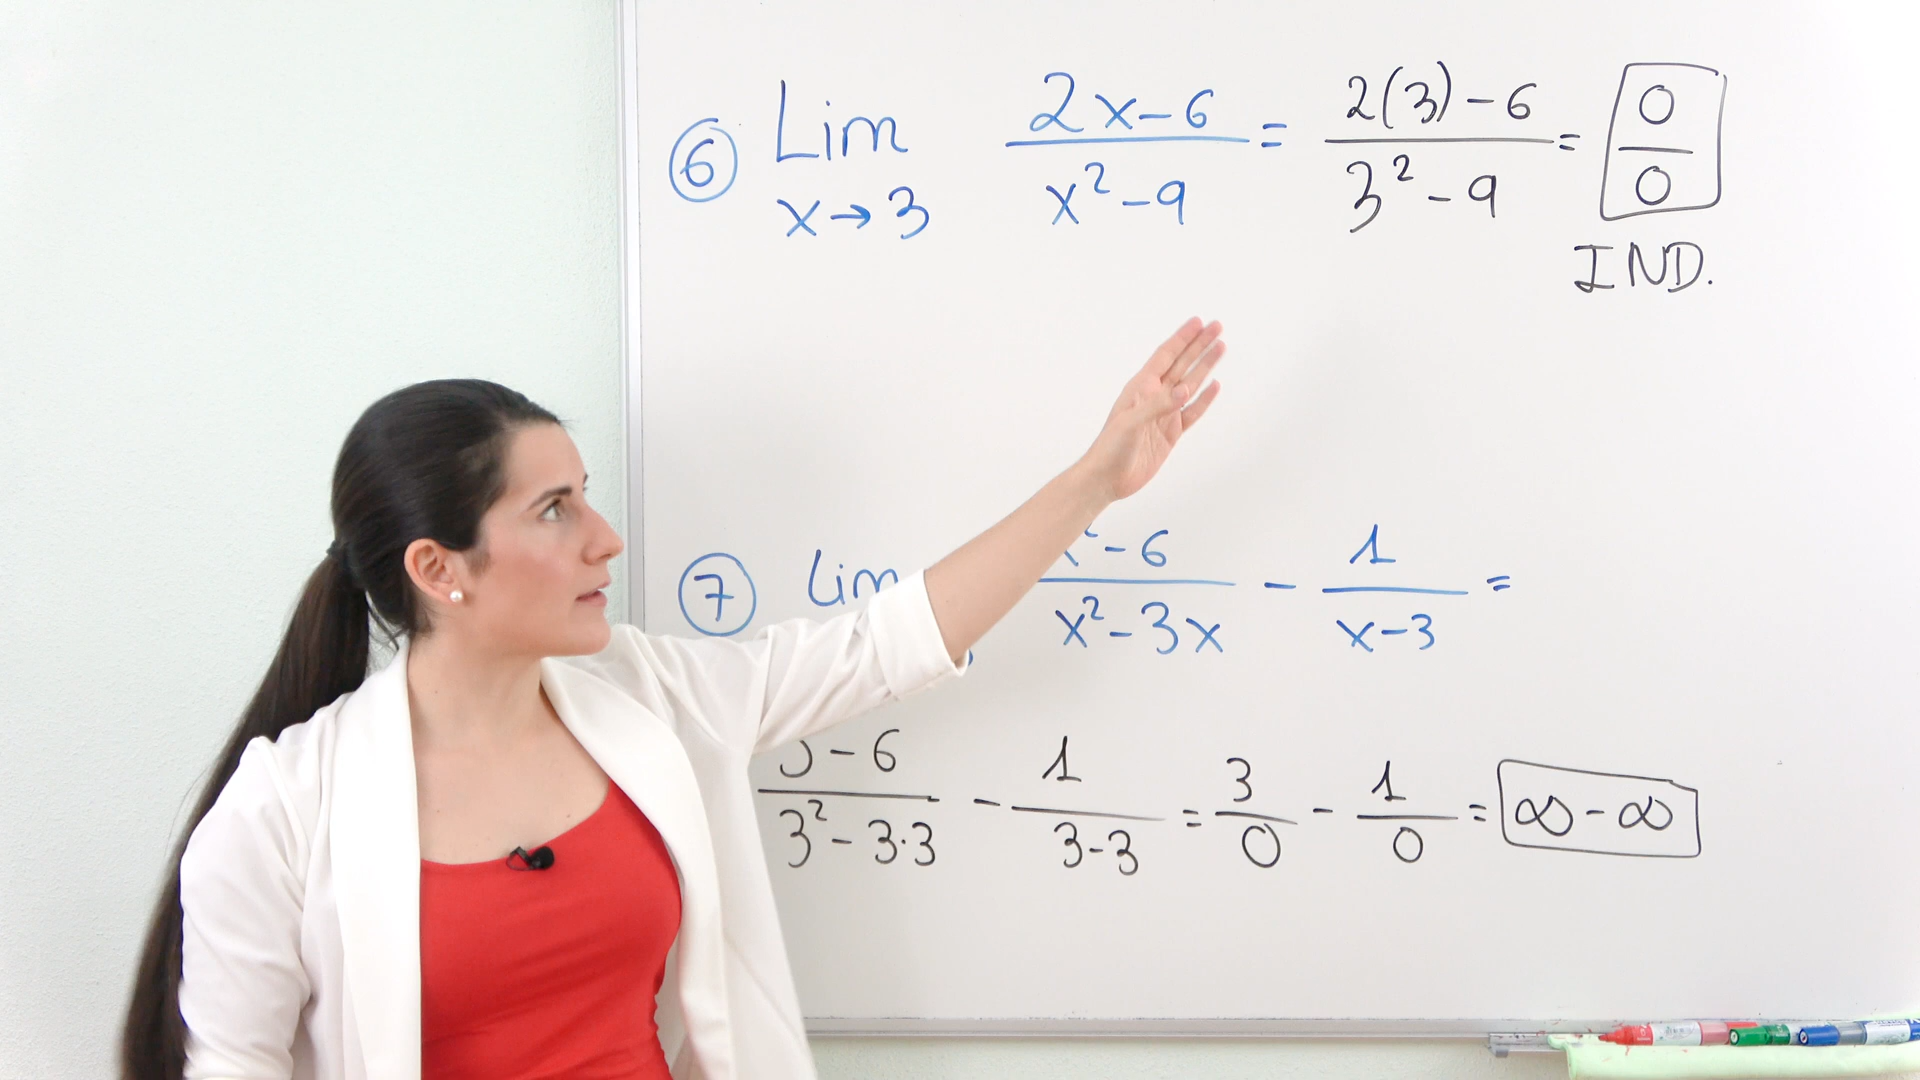 ⑥ Lim x→3 (2x-6)/(x²-9) = (2(3)-6)/(3²-9) = 0/0
IND.
⑦ Lim -6/(x²-3x) - 1/(x-3) =
-6/(3²-3·3) - 1/(3-3) = 3/0 - 1/0 = ∞-∞